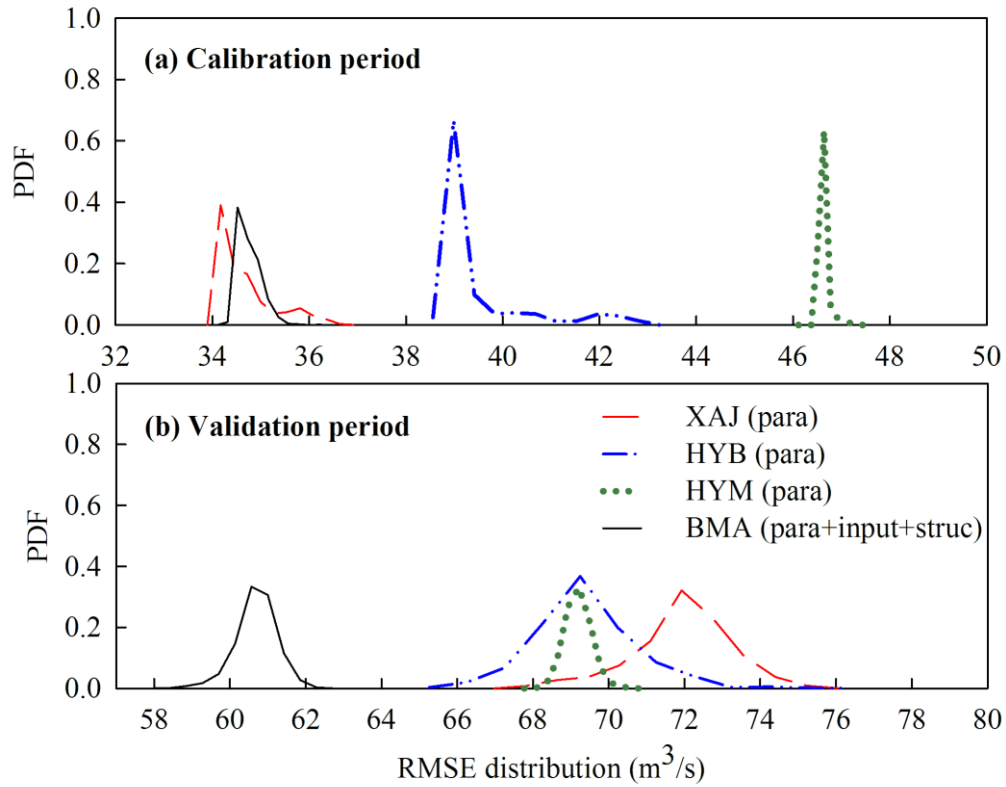 1.0
0.8
(a) Calibration period
0.6
PDF
0.4
0.2
0.0
32 34 36 38 40 42 44 46 48 50
1.0
(b) Validation period
XAJ (para)
0.8
HYB (para)
0.6
HYM (para)
PDF
BMA (para+input+struc)
0.4
0.2
0.0
58 60 62 64 66 68 70 72 74 76 78 80
RMSE distribution (m³/s)